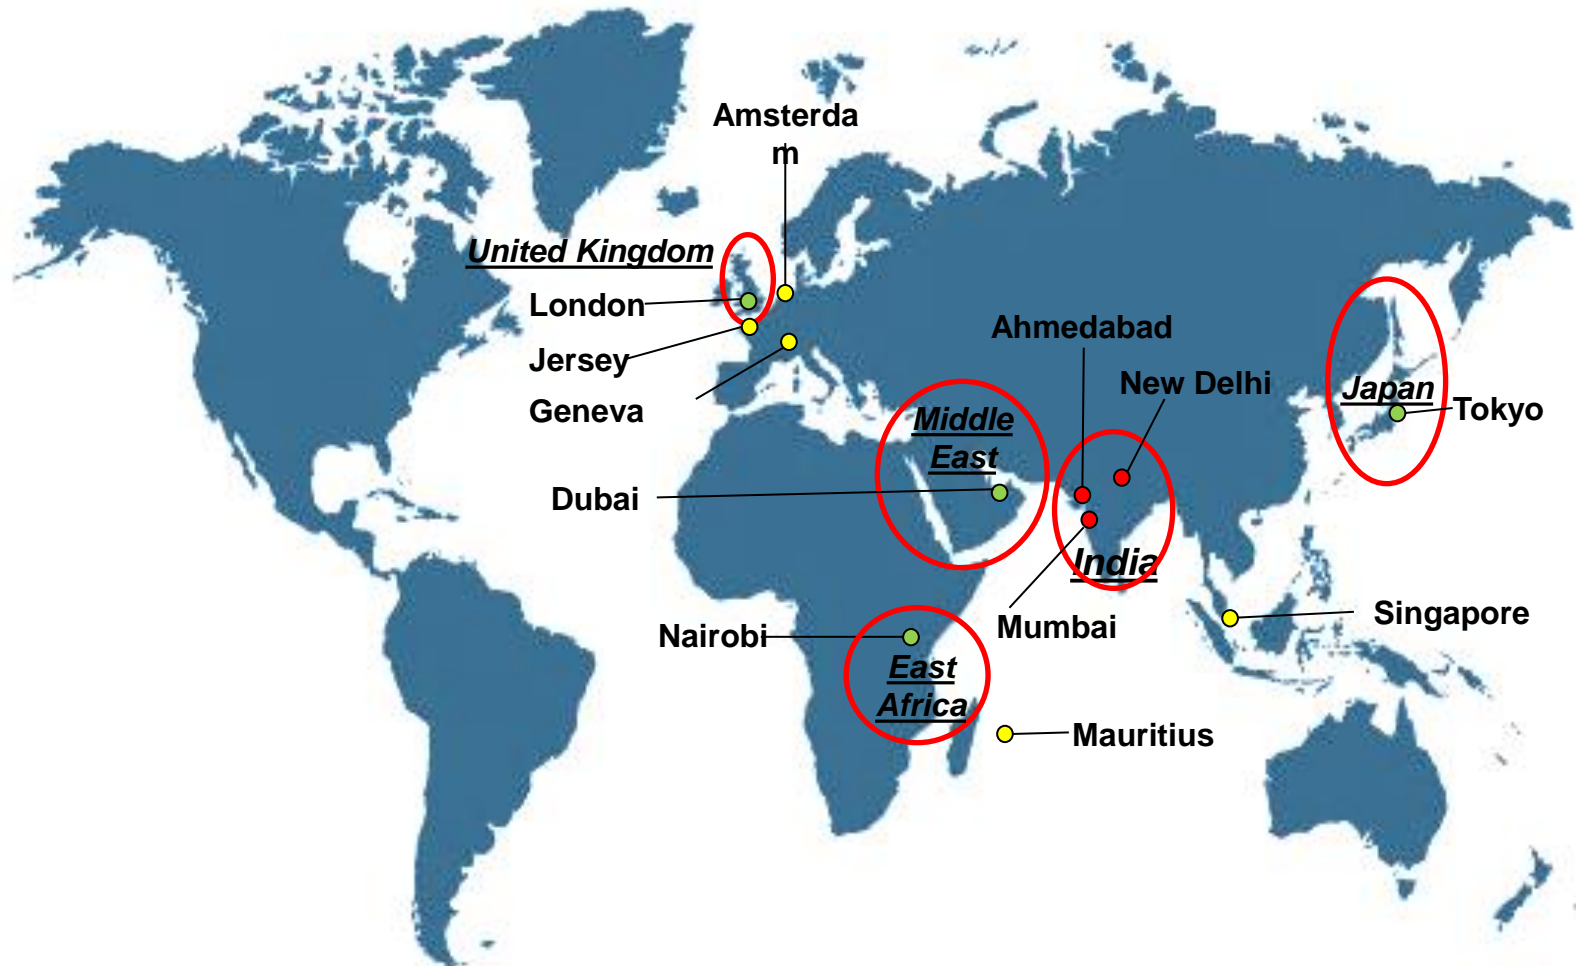 Amsterda
m
United Kingdom
London
Jersey
Geneva
Ahmedabad
New Delhi
Japan
Tokyo
Middle
East
Dubai
India
Mumbai
Singapore
Nairobi
East
Africa
Mauritius